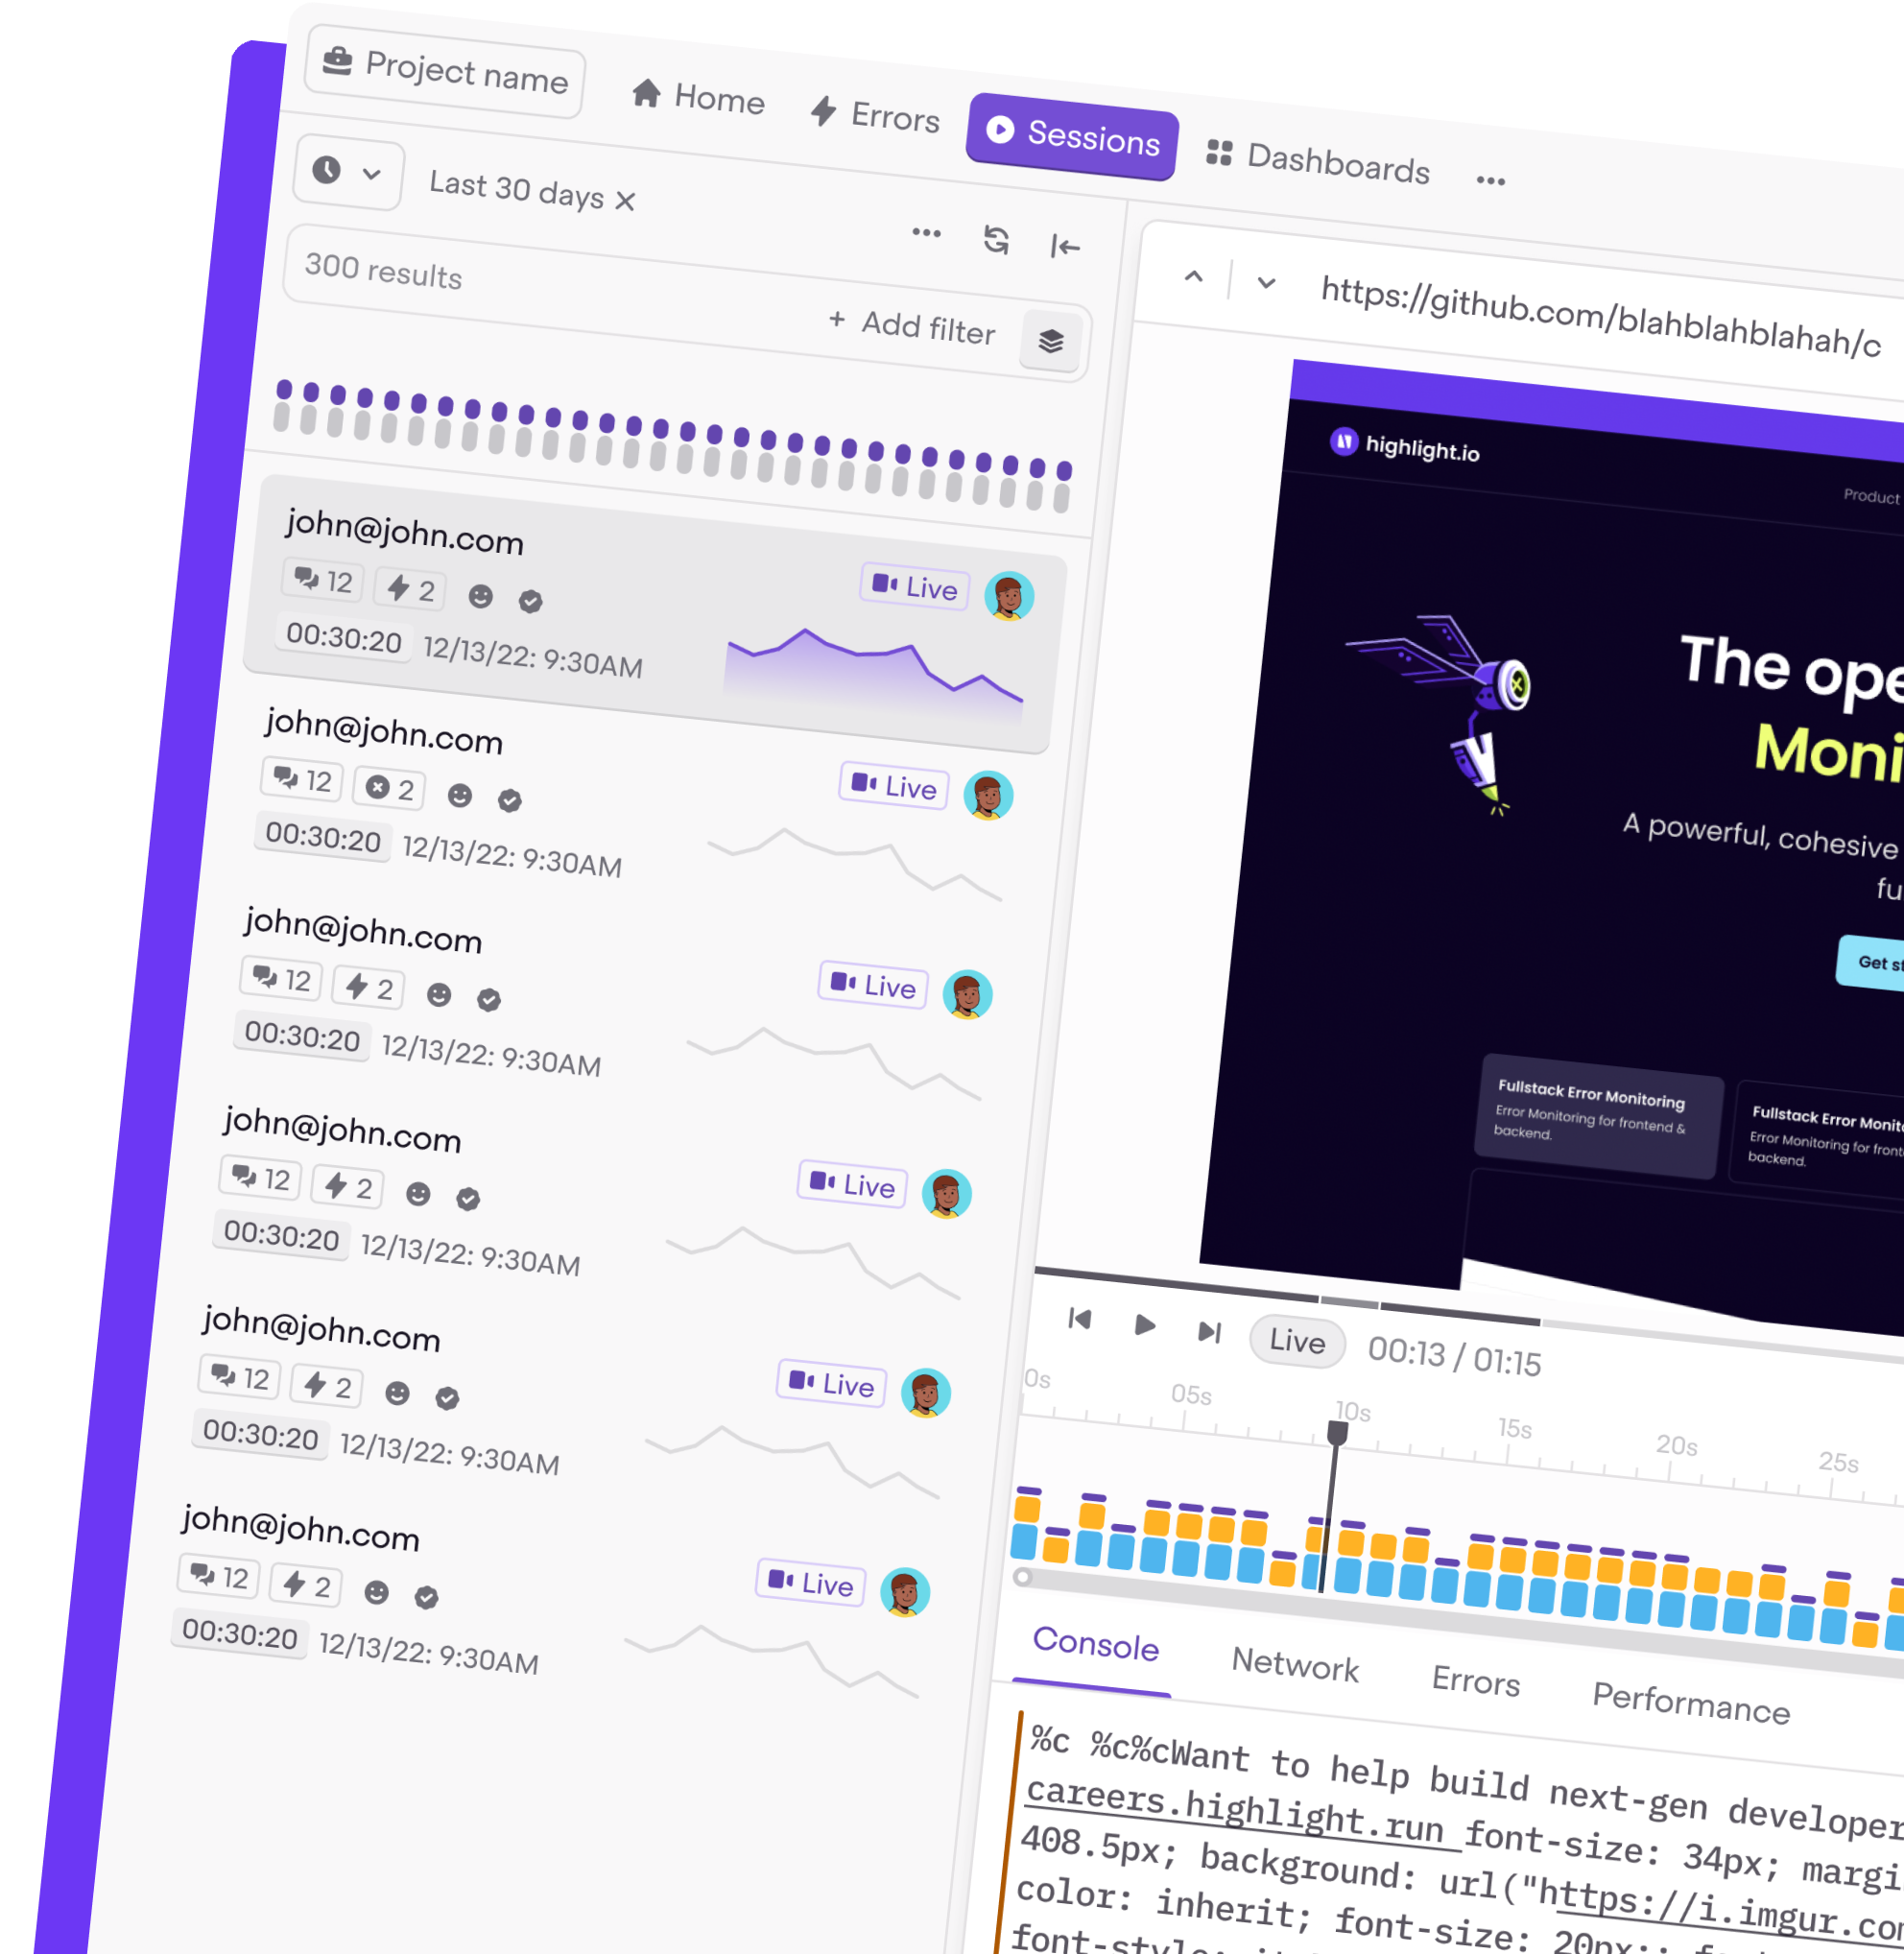 Project name
Home
Errors
Sessions
Dashboards
Last 30 days
300 results
+ Add filter
john@john.com
12 2
Live
00:30:20 12/13/22: 9:30AM
john@john.com
12 2
Live
00:30:20 12/13/22: 9:30AM
john@john.com
12 2
Live
00:30:20 12/13/22: 9:30AM
john@john.com
12 2
Live
00:30:20 12/13/22: 9:30AM
john@john.com
12 2
Live
00:30:20 12/13/22: 9:30AM
john@john.com
12 2
Live
00:30:20 12/13/22: 9:30AM
https://github.com/blahblahblahah/c
highlight.io
Product
The ope
Moni
A powerful, cohesive
fu
Get st
Fullstack Error Monitoring
Error Monitoring for frontend &
backend.
Fullstack Error Monito
Error Monitoring for front
backend.
Live
00:13 / 01:15
0s 05s 10s 15s 20s 25s
Console Network Errors Performance
%c %c%cWant to help build next-gen developer
careers.highlight.run font-size: 34px; margi
408.5px; background: url("https://i.imgur.co
color: inherit; font-size: 20px;
font-style: